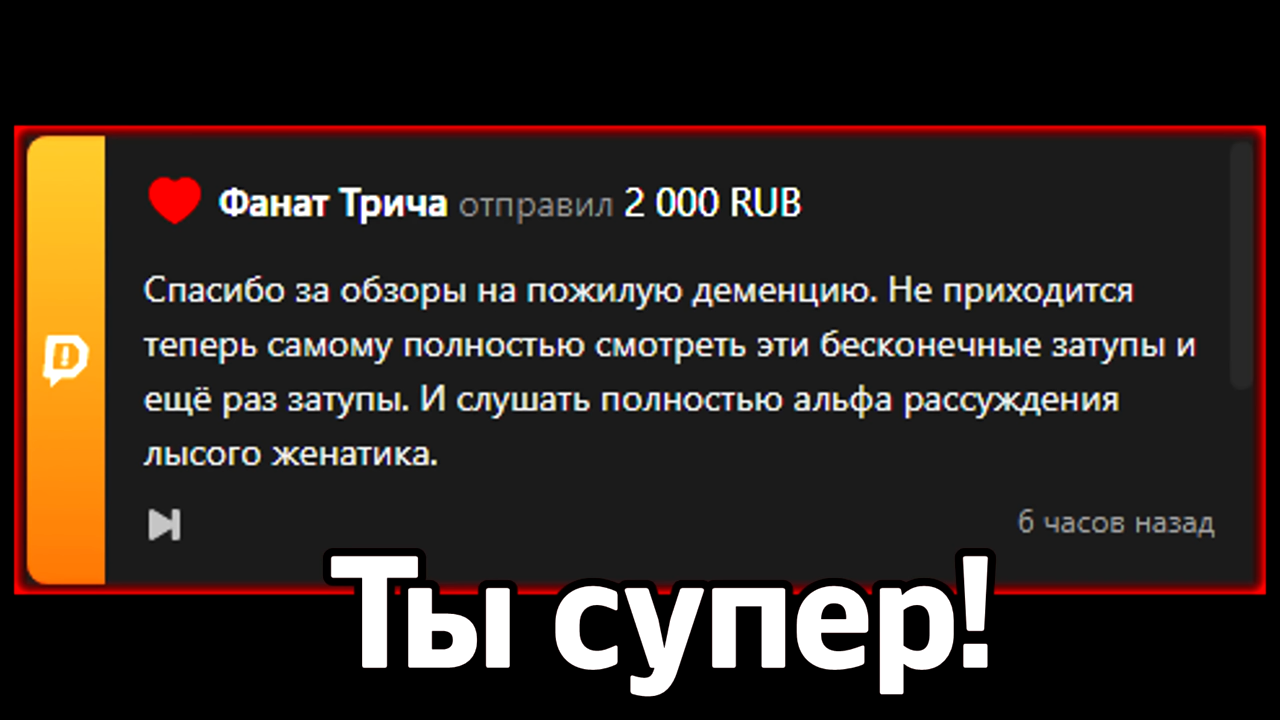 Фанат Трича отправил 2 000 RUB
Спасибо за обзоры на пожилую деменцию. Не приходится
теперь самому полностью смотреть эти бесконечные затупы и
ещё раз затупы. И слушать полностью альфа рассуждения
лысого женатика.
6 часов назад
Ты супер!